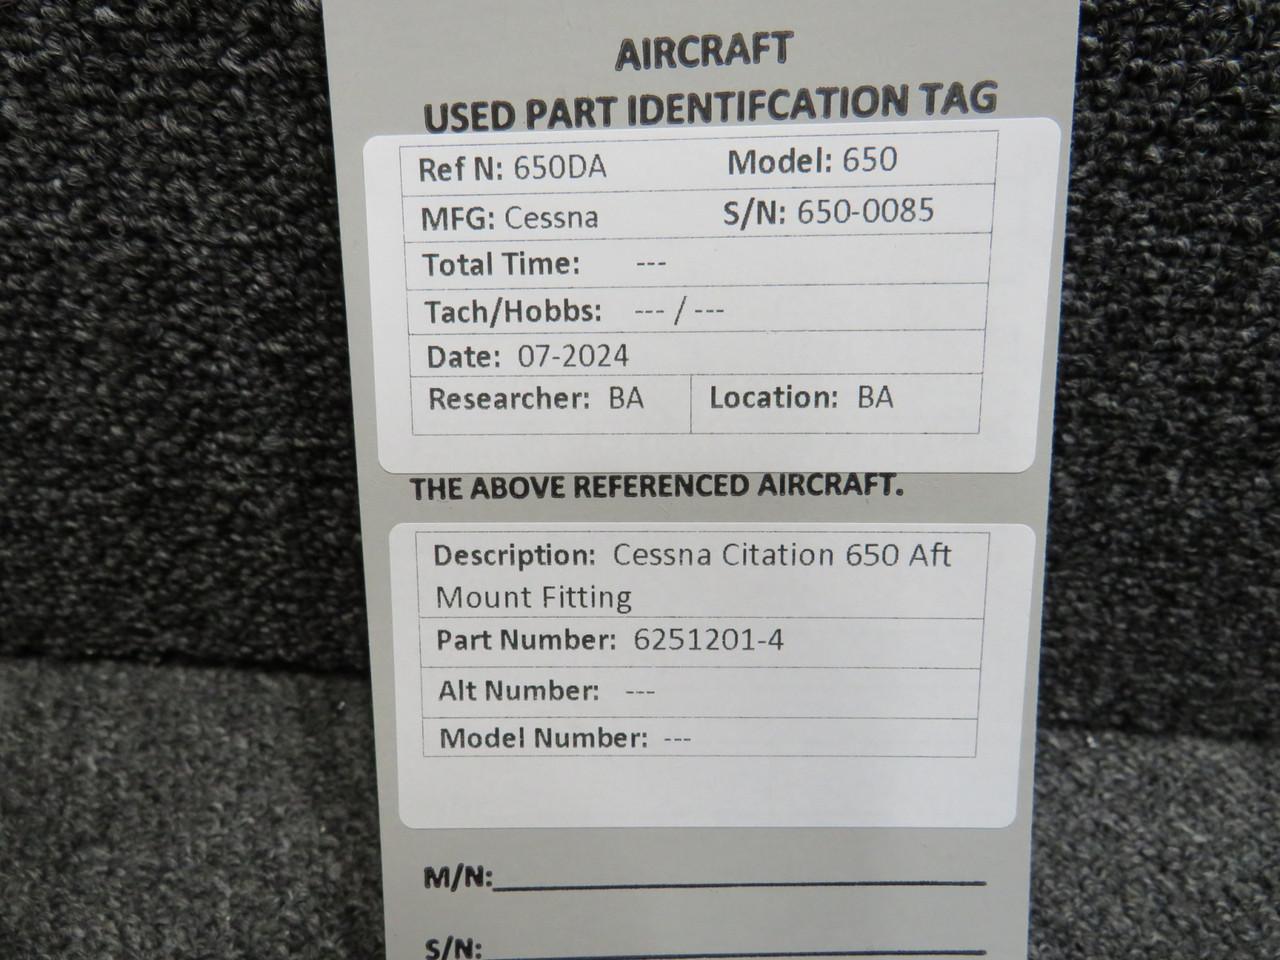 AIRCRAFT
USED PART IDENTIFCATION TAG
Ref N: 650DA Model: 650
MFG: Cessna S/N: 650-0085
Total Time: ---
Tach/Hobbs: --- / ---
Date: 07-2024
Researcher: BA Location: BA
THE ABOVE REFERENCED AIRCRAFT.
Description: Cessna Citation 650 Aft
Mount Fitting
Part Number: 6251201-4
Alt Number: ---
Model Number: ---
M/N:
S/N: